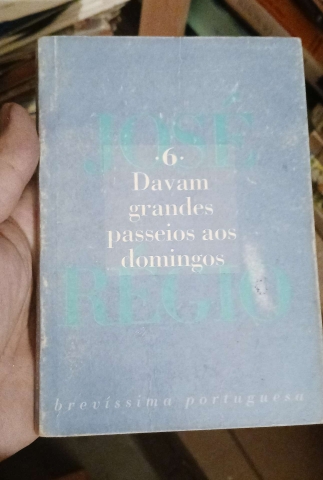 JOSÉ
·6·
Davam
grandes
passeios aos
domingos
RÉGIO
brevíssima portuguesa